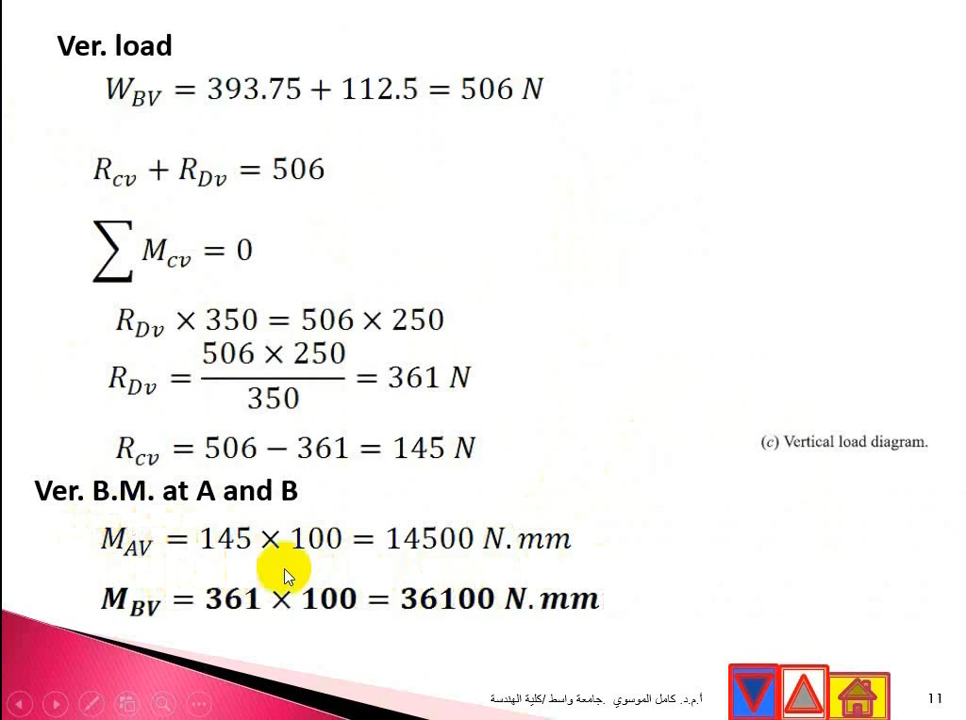 Ver. load
W_BV = 393.75 + 112.5 = 506 N
R_cv + R_Dv = 506
∑ M_cv = 0
R_Dv × 350 = 506 × 250
R_Dv = (506 × 250) / 350 = 361 N
R_cv = 506 − 361 = 145 N
(c) Vertical load diagram.
Ver. B.M. at A and B
M_AV = 145 × 100 = 14500 N.mm
M_BV = 361 × 100 = 36100 N.mm
أ.م.د. كامل الموسوي .جامعة واسط /كلية الهندسة
11